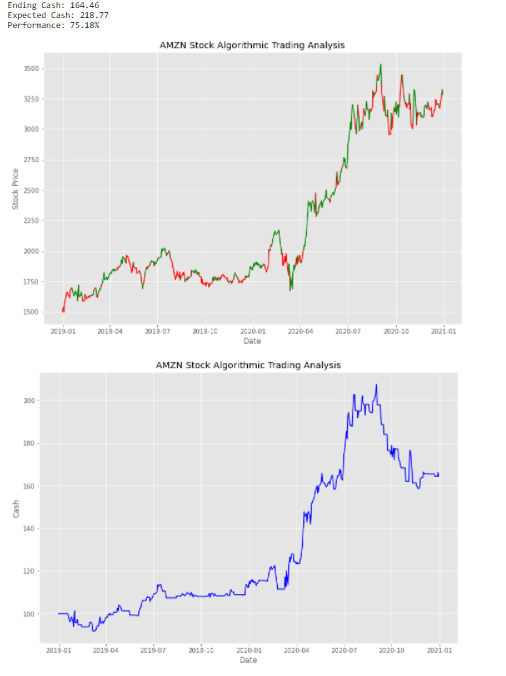 Ending Cash: 164.46
Expected Cash: 218.77
Performance: 75.18%
AMZN Stock Algorithmic Trading Analysis
3500
3250
3000
2750
2500
2250
2000
1750
1500
Stock Price
2019-01 2019-04 2019-07 2019-10 2020-01 2020-04 2020-07 2020-10 2021-01
Date
AMZN Stock Algorithmic Trading Analysis
200
180
160
140
120
100
Cash
2019-01 2019-04 2019-07 2019-10 2020-01 2020-04 2020-07 2020-10 2021-01
Date